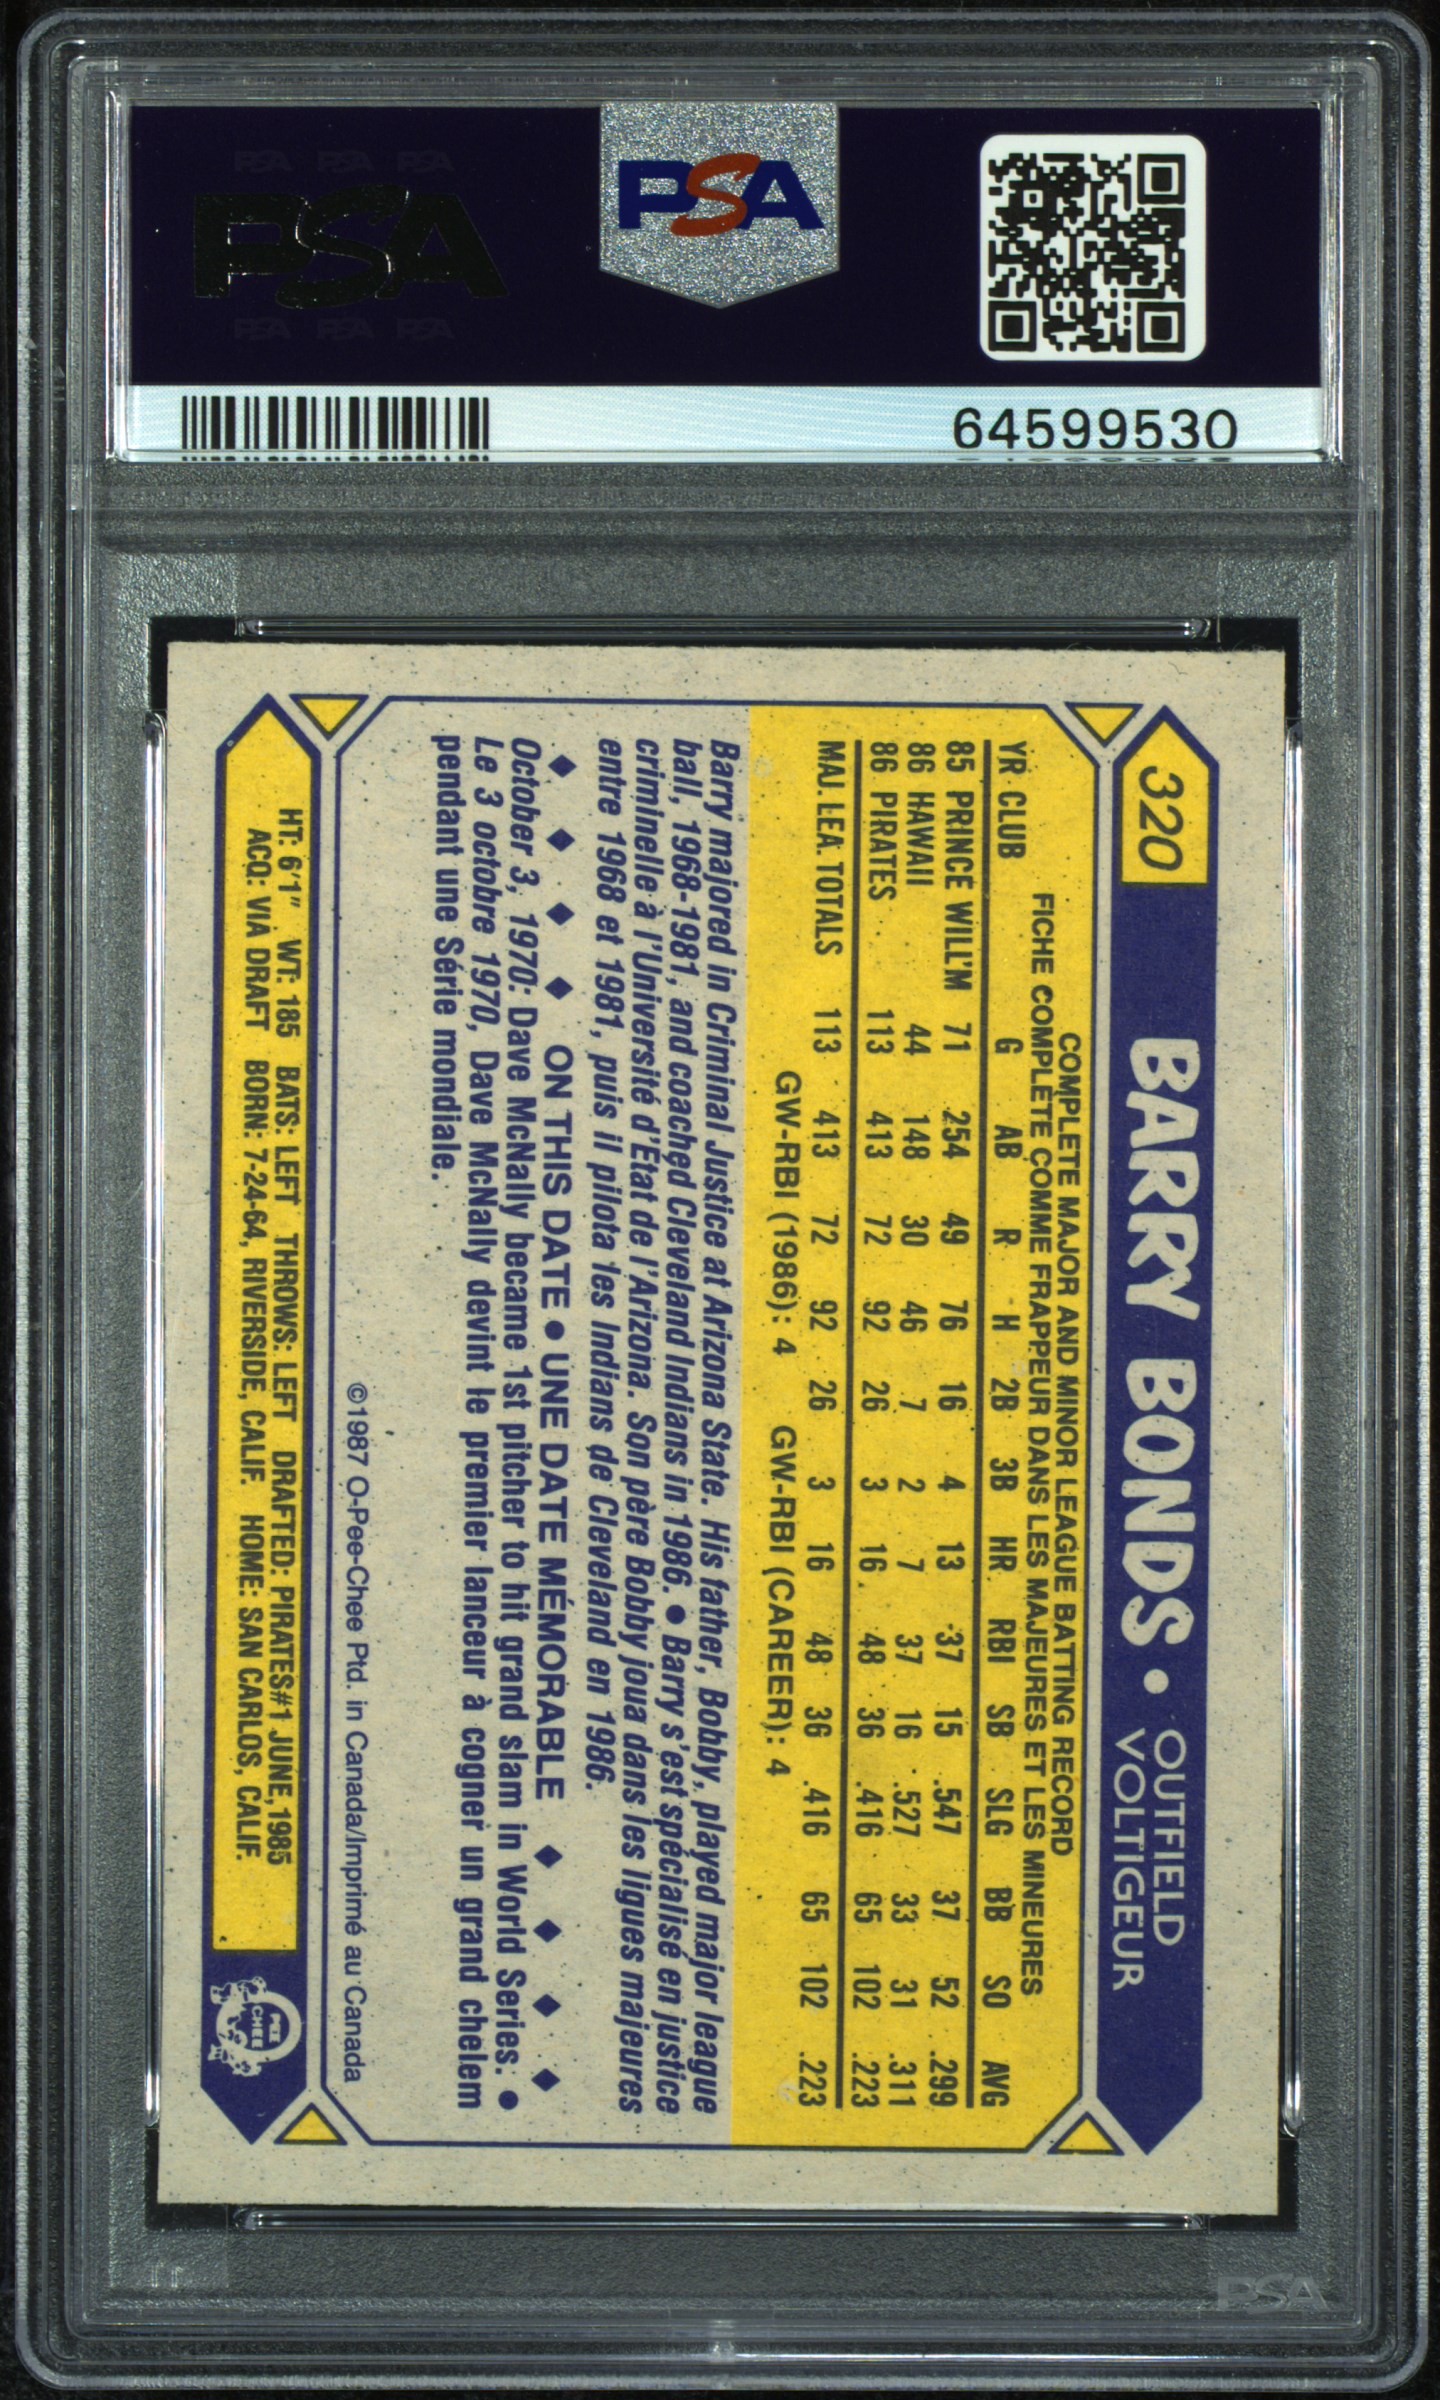 PSA PSA PSA
PSA
PSA PSA PSA
PSA
64599530
320
BARRY BONDS • OUTFIELD
VOLTIGEUR
COMPLETE MAJOR AND MINOR LEAGUE BATTING RECORD
FICHE COMPLÈTE COMME FRAPPEUR DANS LES MAJEURES ET LES MINEURES
YR CLUB G AB R H 2B 3B HR RBI SB SLG BB SO AVG
85 PRINCE WILL'M 71 254 49 76 16 4 13 37 15 .547 37 52 .299
86 HAWAII 44 148 30 46 7 2 7 37 16 .527 33 31 .311
86 PIRATES 113 413 72 92 26 3 16 48 36 .416 65 102 .223
MAJ. LEA. TOTALS 113 413 72 92 26 3 16 48 36 .416 65 102 .223
GW-RBI (1986): 4 GW-RBI (CAREER): 4
Barry majored in Criminal Justice at Arizona State. His father, Bobby, played major league
ball, 1968-1981, and coached Cleveland Indians in 1986. • Barry s'est spécialisé en justice
criminelle à l'Université d'État de l'Arizona. Son père Bobby joua dans les ligues majeures
entre 1968 et 1981, puis il pilota les Indians de Cleveland en 1986.
◆ ◆ ◆ ◆ ON THIS DATE • UNE DATE MÉMORABLE ◆ ◆ ◆ ◆
October 3, 1970: Dave McNally became 1st pitcher to hit grand slam in World Series. •
Le 3 octobre 1970, Dave McNally devint le premier lanceur à cogner un grand chelem
pendant une Série mondiale.
©1987 O-Pee-Chee Ptd. in Canada/Imprimé au Canada
HT: 6'1" WT: 185 BATS: LEFT THROWS: LEFT DRAFTED: PIRATES#1 JUNE, 1985
ACQ: VIA DRAFT BORN: 7-24-64, RIVERSIDE, CALIF. HOME: SAN CARLOS, CALIF.
O
PEE
CHEE
PSA